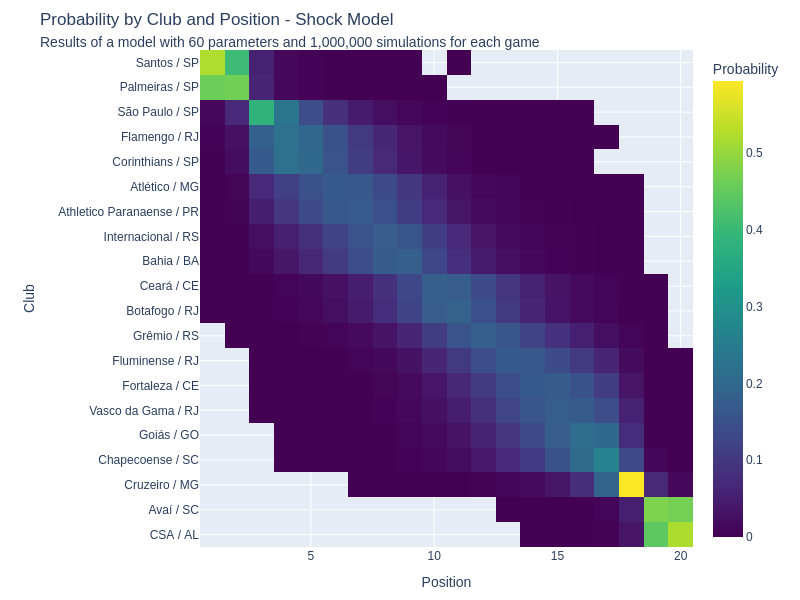 Probability by Club and Position - Shock Model
Results of a model with 60 parameters and 1,000,000 simulations for each game
Santos / SP
Palmeiras / SP
São Paulo / SP
Flamengo / RJ
Corinthians / SP
Atlético / MG
Athletico Paranaense / PR
Internacional / RS
Bahia / BA
Ceará / CE
Botafogo / RJ
Grêmio / RS
Fluminense / RJ
Fortaleza / CE
Vasco da Gama / RJ
Goiás / GO
Chapecoense / SC
Cruzeiro / MG
Avaí / SC
CSA / AL
Club
5
10
15
20
Position
Probability
0.5
0.4
0.3
0.2
0.1
0